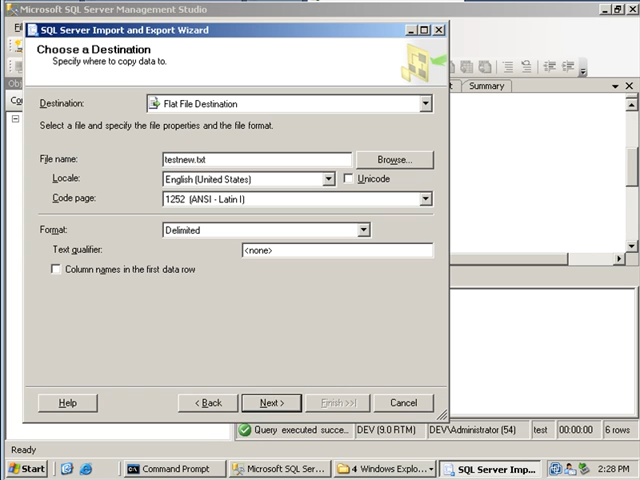 Microsoft SQL Server Management Studio
SQL Server Import and Export Wizard
Choose a Destination
Specify where to copy data to.
Summary
Destination:
Flat File Destination
Select a file and specify the file properties and the file format.
File name:
testnew.txt
Browse...
Locale:
English (United States)
Unicode
Code page:
1252 (ANSI - Latin I)
Format:
Delimited
Text qualifier:
<none>
Column names in the first data row
Help
< Back
Next >
Finish >>|
Cancel
Query executed succe...
DEV (9.0 RTM)
DEV\Administrator (54)
test
00:00:00
6 rows
Ready
Start
Command Prompt
Microsoft SQL Ser...
4 Windows Explo...
SQL Server Imp...
2:28 PM